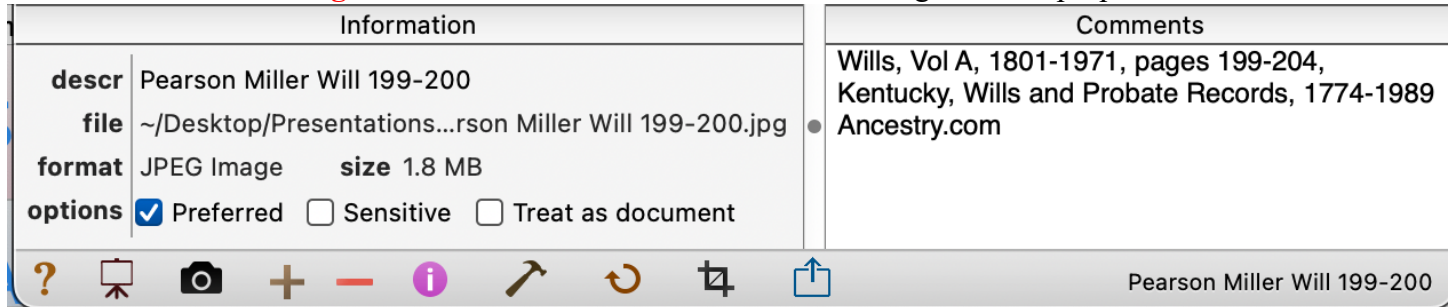 Information
descr Pearson Miller Will 199-200
file ~/Desktop/Presentations...rson Miller Will 199-200.jpg
format JPEG Image size 1.8 MB
options Preferred Sensitive Treat as document
Comments
Wills, Vol A, 1801-1971, pages 199-204,
Kentucky, Wills and Probate Records, 1774-1989
Ancestry.com
? i
Pearson Miller Will 199-200